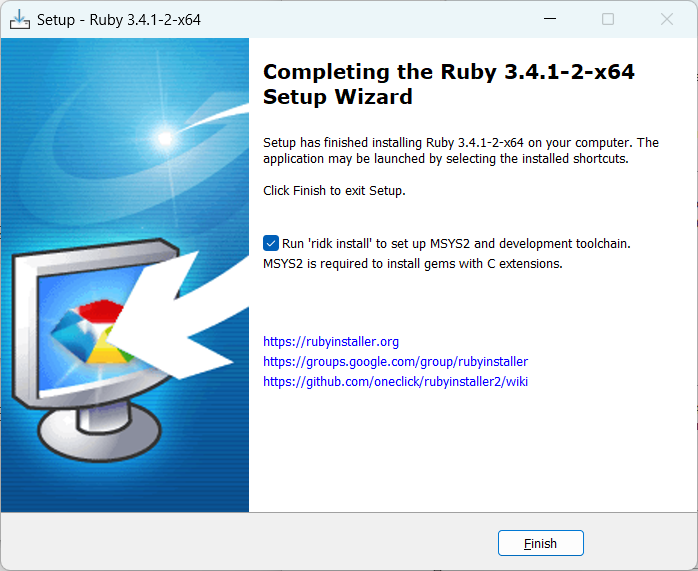 Setup - Ruby 3.4.1-2-x64
Completing the Ruby 3.4.1-2-x64
Setup Wizard
Setup has finished installing Ruby 3.4.1-2-x64 on your computer. The
application may be launched by selecting the installed shortcuts.
Click Finish to exit Setup.
Run 'ridk install' to set up MSYS2 and development toolchain.
MSYS2 is required to install gems with C extensions.
https://rubyinstaller.org
https://groups.google.com/group/rubyinstaller
https://github.com/oneclick/rubyinstaller2/wiki
Finish